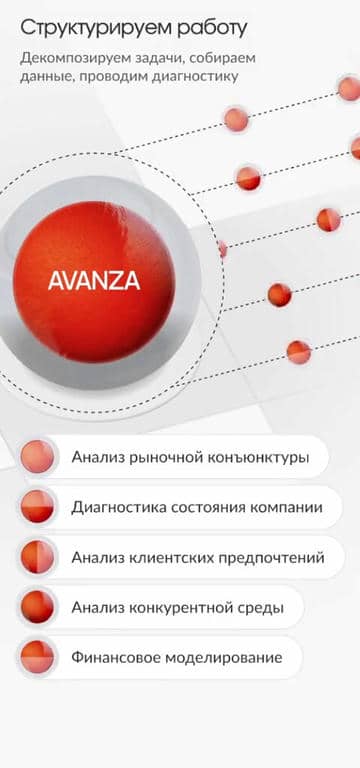 Структурируем работу
Декомпозируем задачи, собираем
данные, проводим диагностику
AVANZA
Анализ рыночной конъюнктуры
Диагностика состояния компании
Анализ клиентских предпочтений
Анализ конкурентной среды
Финансовое моделирование